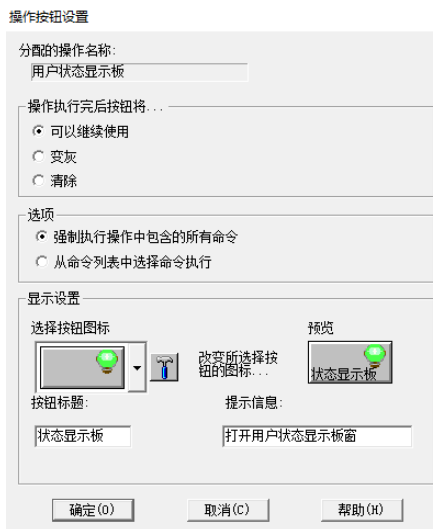 操作按钮设置
分配的操作名称:
用户状态显示板
操作执行完后按钮将...
可以继续使用
变灰
清除
选项
强制执行操作中包含的所有命令
从命令列表中选择命令执行
显示设置
选择按钮图标
预览
改变所选择按
钮的图标...
状态显示板
按钮标题:
提示信息:
状态显示板
打开用户状态显示板窗
确定(O)
取消(C)
帮助(H)